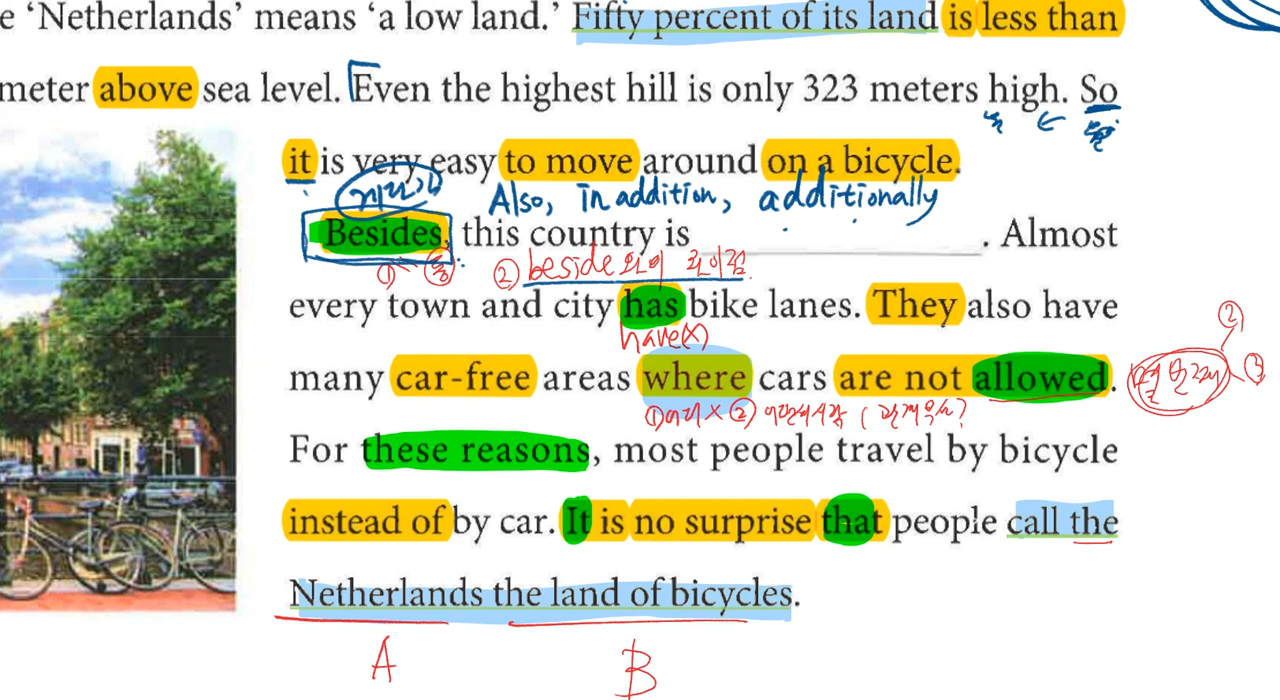 e ‘Netherlands’ means ‘a low land.’ Fifty percent of its land is less than
meter above sea level. Even the highest hill is only 323 meters high. So
it is very easy to move around on a bicycle.
Also, In addition, additionally
Besides, this country is . Almost
① ② beside와의 차이점
every town and city has bike lanes. They also have
have(x)
②
many car-free areas where cars are not allowed.
③
①어디 X ②
For these reasons, most people travel by bicycle
instead of by car. It is no surprise that people call the
Netherlands the land of bicycles.
A B